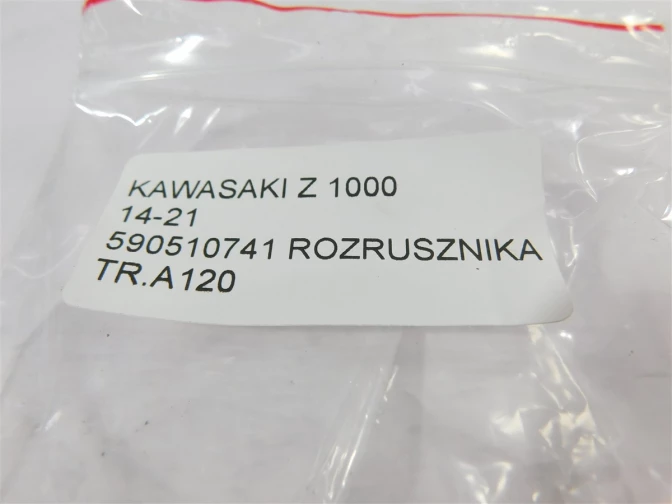 KAWASAKI Z 1000
14-21
590510741 ROZRUSZNIKA
TR.A120